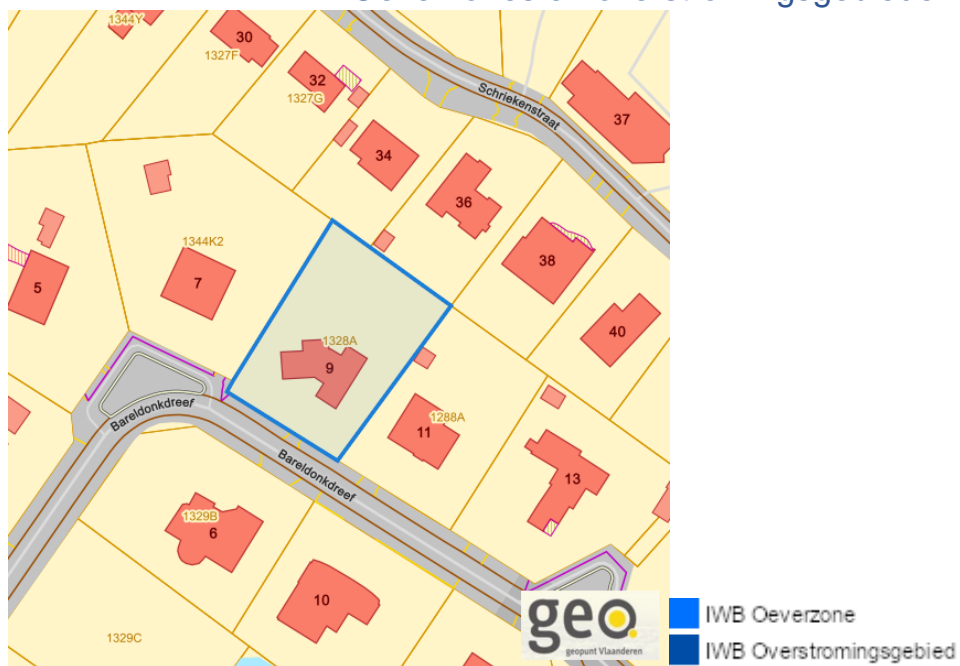 1344Y
30
1327F
32
1327G
Schriekenstraat
37
34
36
1344K2
38
5
7
40
1328A
9
Bareldonkdreef
1288A
11
Bareldonkdreef
13
1329B
6
10
geo
geopunt Vlaanderen
IWB Oeverzone
1329C
IWB Overstromingsgebied